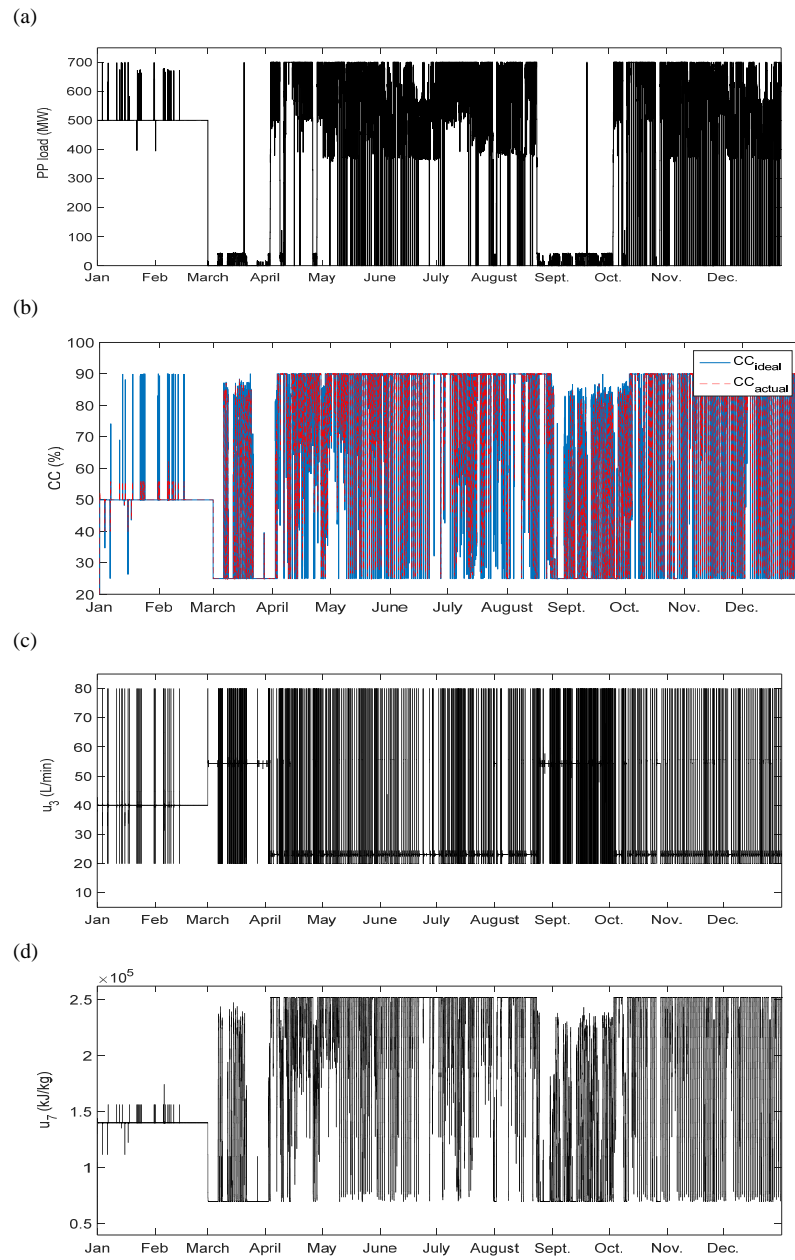 (a)
700
600
500
400
300
200
100
0
PP load (MW)
Jan Feb March April May June July August Sept. Oct. Nov. Dec.
(b)
100
90
80
70
60
50
40
30
20
CC (%)
CC_ideal
CC_actual
Jan Feb March April May June July August Sept. Oct. Nov. Dec.
(c)
80
70
60
50
40
30
20
10
u_3 (L/min)
Jan Feb March April May June July August Sept. Oct. Nov. Dec.
(d)
×10^5
2.5
2
1.5
1
0.5
u_7 (kJ/kg)
Jan Feb March April May June July August Sept. Oct. Nov. Dec.